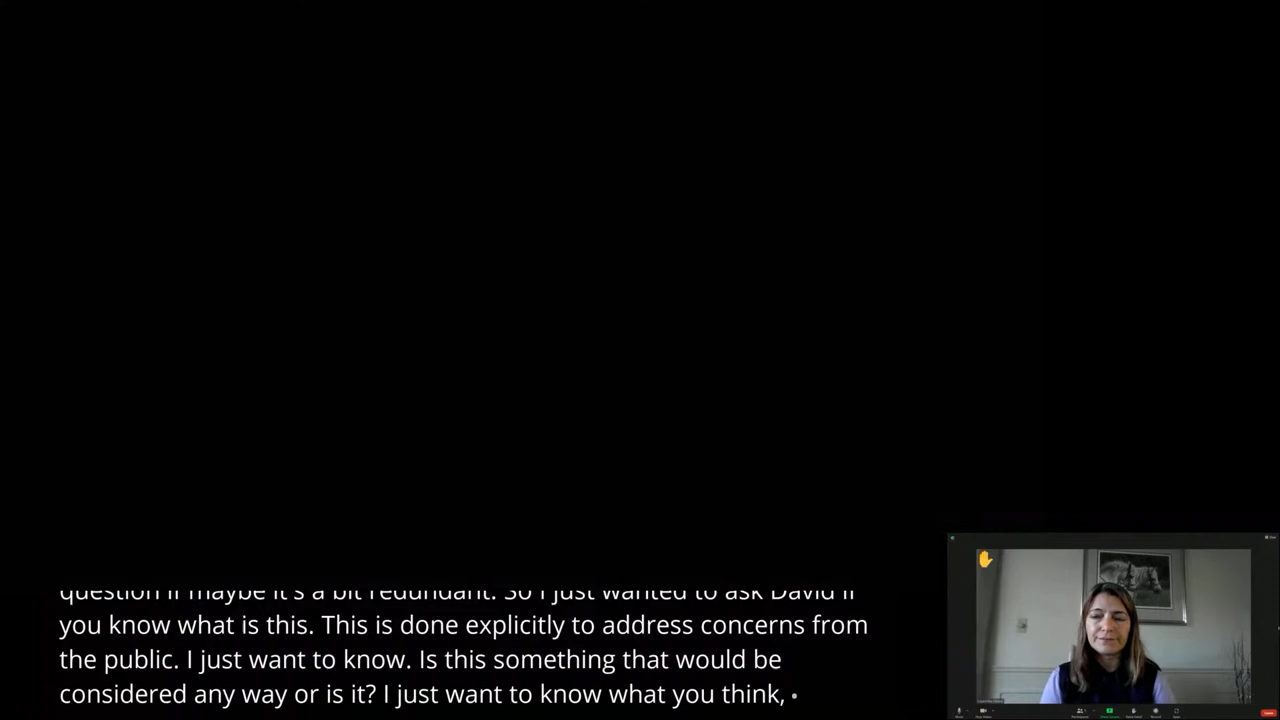 question if maybe it's a bit redundant. So I just wanted to ask David if
you know what is this. This is done explicitly to address concerns from
the public. I just want to know. Is this something that would be
considered any way or is it? I just want to know what you think, •